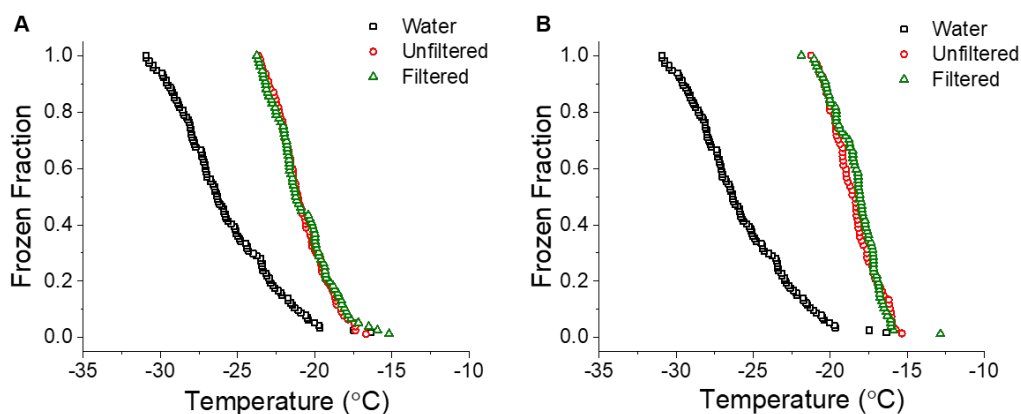 A
Water
Unfiltered
Filtered
1.0
0.8
0.6
0.4
0.2
0.0
Frozen Fraction
-35 -30 -25 -20 -15 -10
Temperature (°C)
B
Water
Unfiltered
Filtered
1.0
0.8
0.6
0.4
0.2
0.0
Frozen Fraction
-35 -30 -25 -20 -15 -10
Temperature (°C)